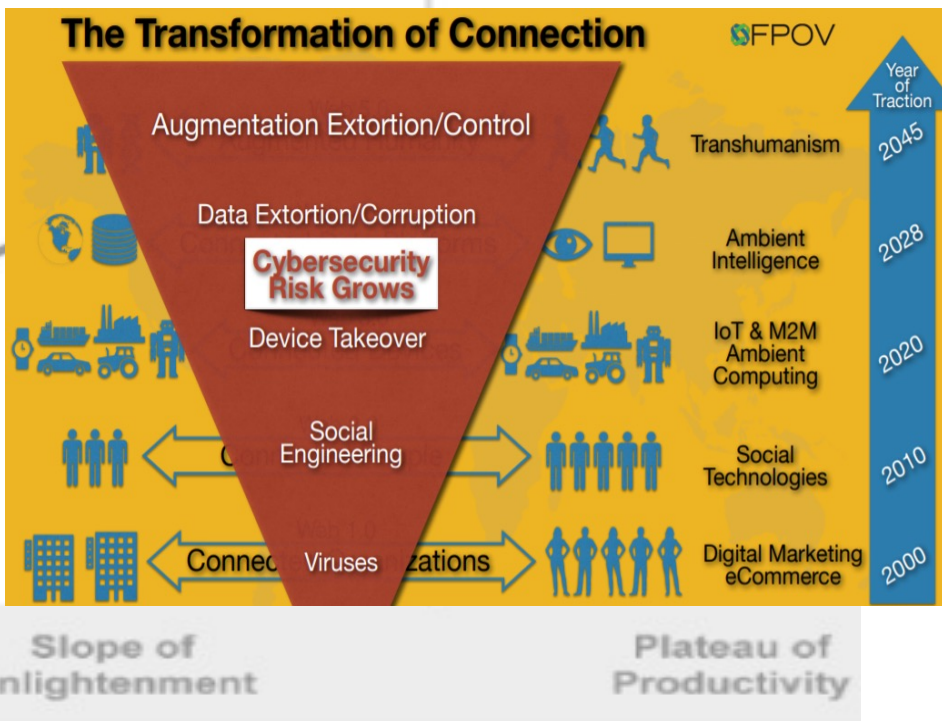 The Transformation of Connection
FPOV
Year
of
Traction
Augmentation Extortion/Control
Transhumanism
2045
Data Extortion/Corruption
Cybersecurity
Risk Grows
Ambient
Intelligence
2028
Device Takeover
IoT & M2M
Ambient
Computing
2020
Social
Engineering
Social
Technologies
2010
Viruses
Digital Marketing
eCommerce
2000
Slope of
Plateau of
Productivity